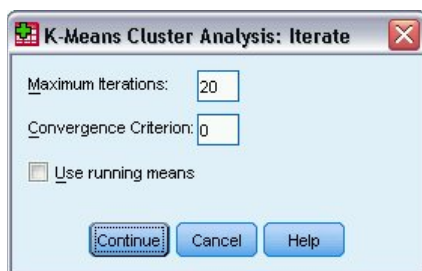 K-Means Cluster Analysis: Iterate
Maximum Iterations: 20
Convergence Criterion: 0
Use running means
Continue Cancel Help